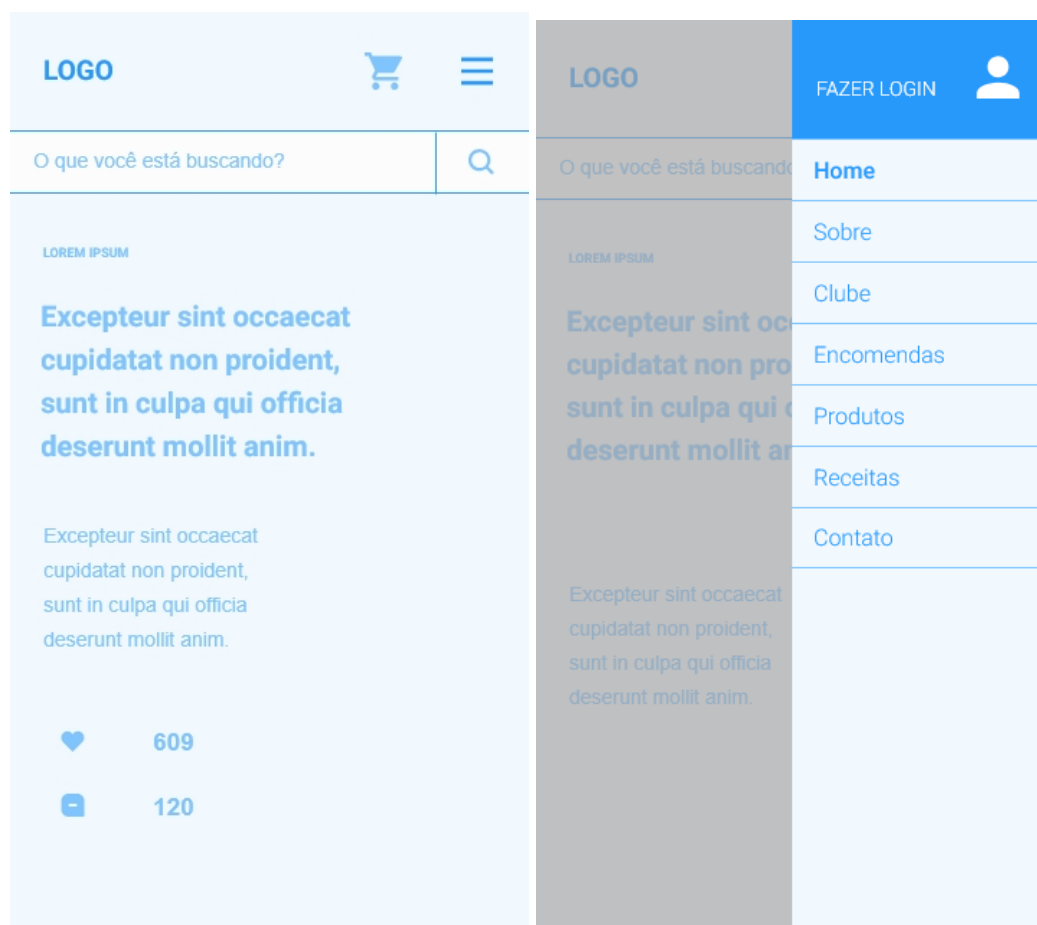 LOGO
O que você está buscando?
LOREM IPSUM
Excepteur sint occaecat
cupidatat non proident,
sunt in culpa qui officia
deserunt mollit anim.
Excepteur sint occaecat
cupidatat non proident,
sunt in culpa qui officia
deserunt mollit anim.
609
120
LOGO
O que você está buscando
LOREM IPSUM
Excepteur sint oc
cupidatat non pro
sunt in culpa qui
deserunt mollit a
Excepteur sint occaecat
cupidatat non proident,
sunt in culpa qui officia
deserunt mollit anim.
FAZER LOGIN
Home
Sobre
Clube
Encomendas
Produtos
Receitas
Contato